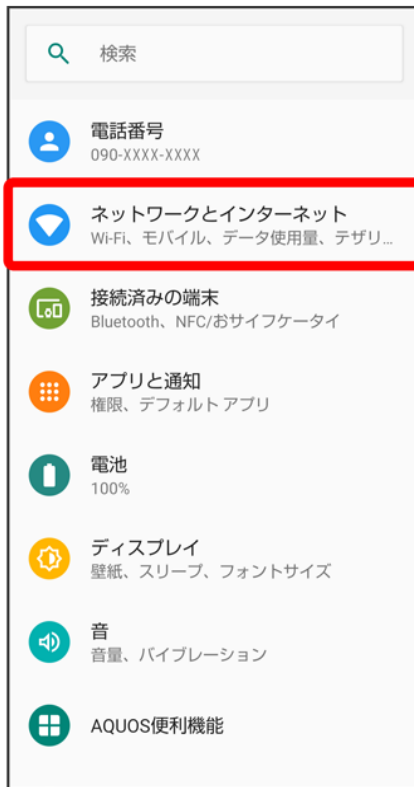 検索
電話番号
090-XXXX-XXXX
ネットワークとインターネット
Wi-Fi、モバイル、データ使用量、テザリ...
接続済みの端末
Bluetooth、NFC/おサイフケータイ
アプリと通知
権限、デフォルト アプリ
電池
100%
ディスプレイ
壁紙、スリープ、フォントサイズ
音
音量、バイブレーション
AQUOS便利機能